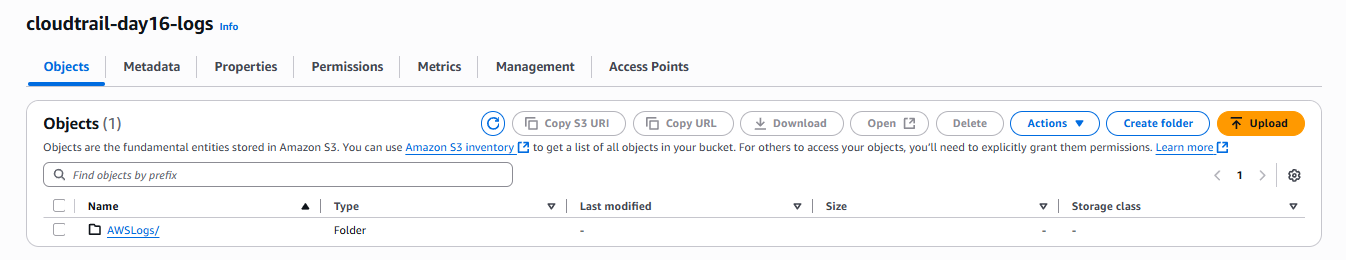 cloudtrail-day16-logs Info
Objects Metadata Properties Permissions Metrics Management Access Points
Objects (1) Copy S3 URI Copy URL Download Open Delete Actions Create folder Upload
Objects are the fundamental entities stored in Amazon S3. You can use Amazon S3 inventory to get a list of all objects in your bucket. For others to access your objects, you'll need to explicitly grant them permissions. Learn more
Find objects by prefix 1
Name Type Last modified Size Storage class
AWSLogs/ Folder - - -